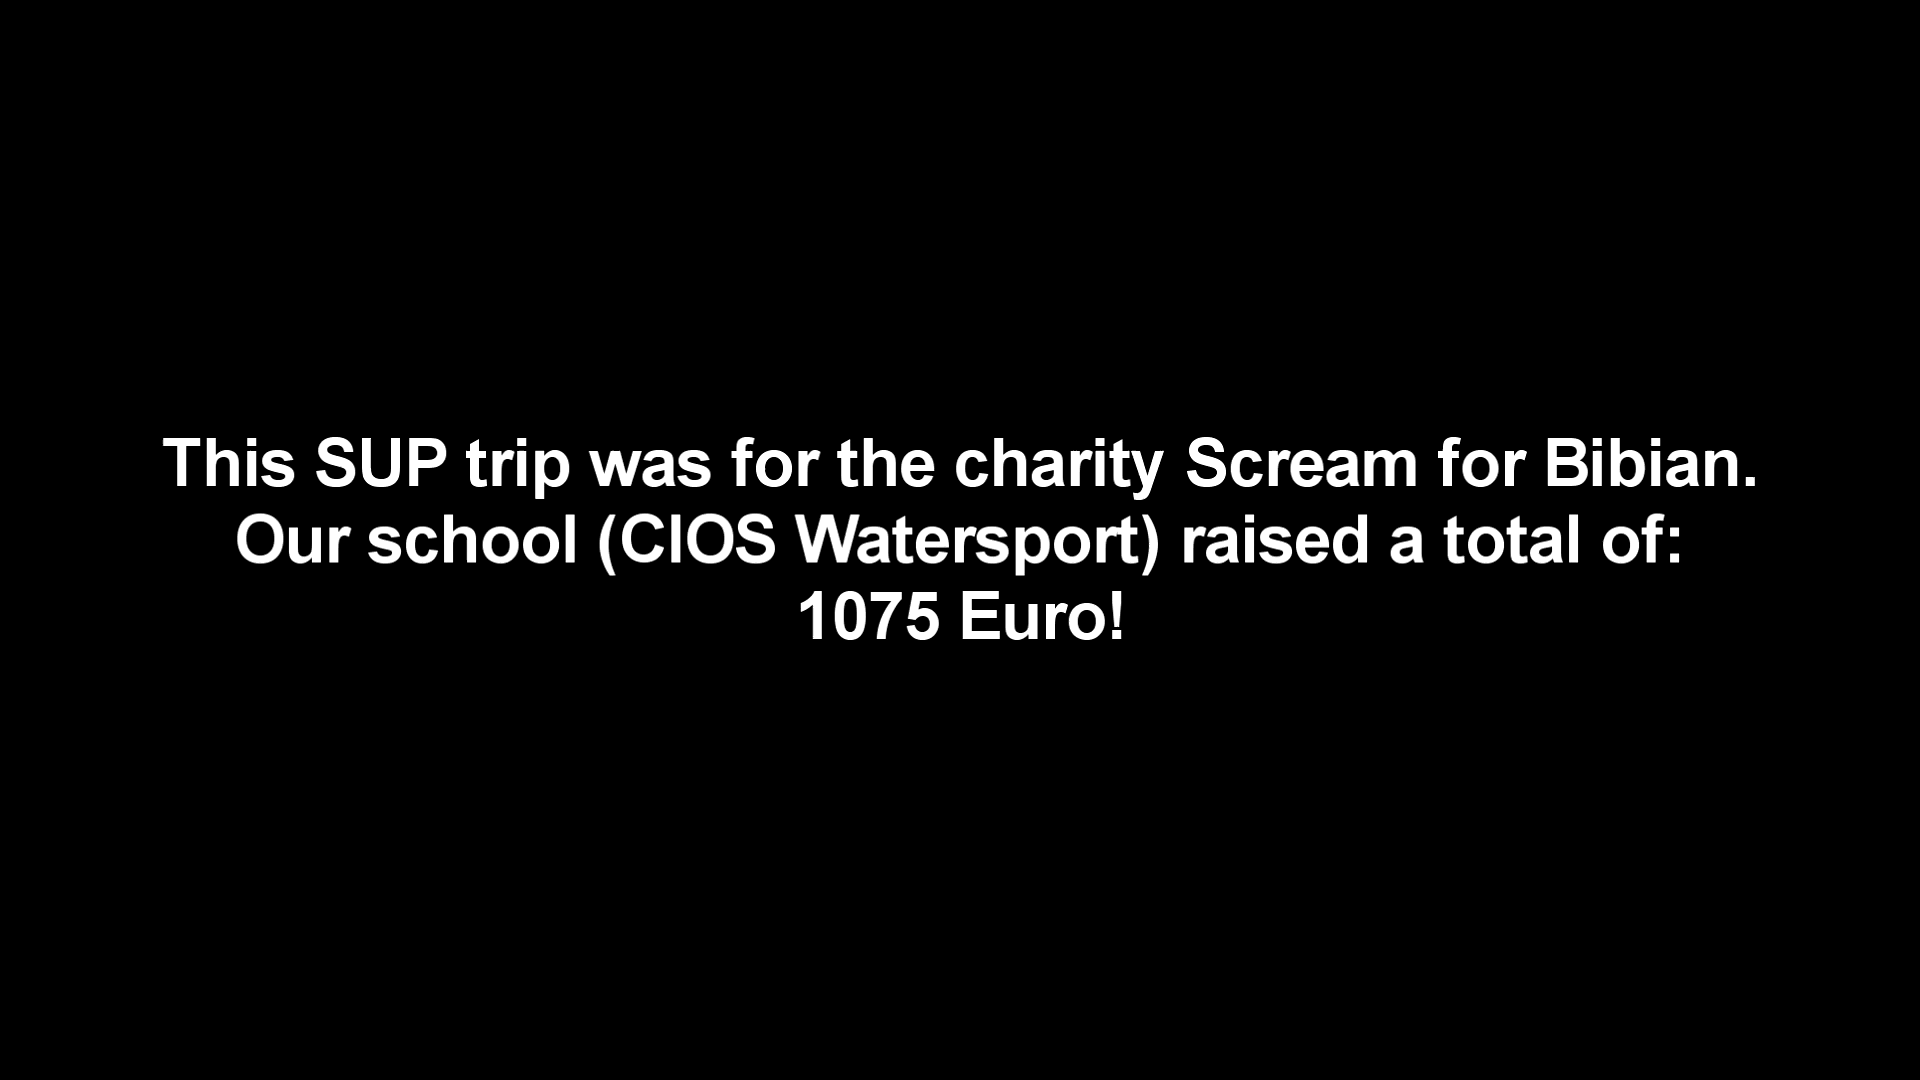 This SUP trip was for the charity Scream for Bibian.
Our school (CIOS Watersport) raised a total of:
1075 Euro!